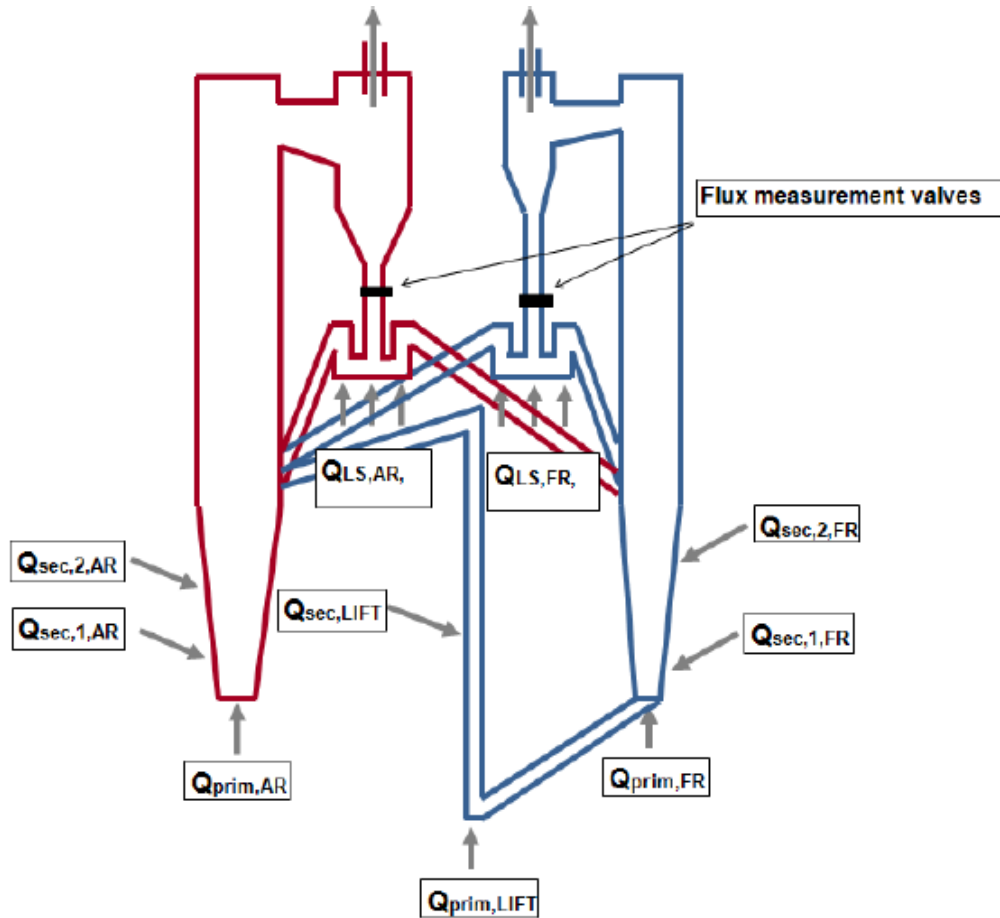 Flux measurement valves
QLS,AR,
QLS,FR,
Qsec,2,AR
Qsec,2,FR
Qsec,LIFT
Qsec,1,AR
Qsec,1,FR
Qprim,AR
Qprim,FR
Qprim,LIFT